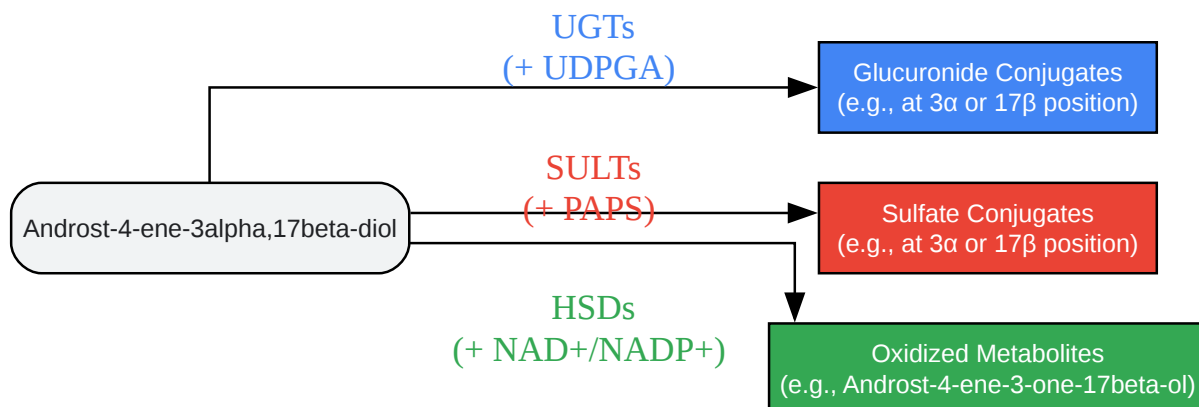 UGTs
(+ UDPGA)
Glucuronide Conjugates
(e.g., at 3α or 17β position)
Androst-4-ene-3alpha,17beta-diol
SULTs
(+ PAPS)
Sulfate Conjugates
(e.g., at 3α or 17β position)
HSDs
(+ NAD+/NADP+)
Oxidized Metabolites
(e.g., Androst-4-ene-3-one-17beta-ol)